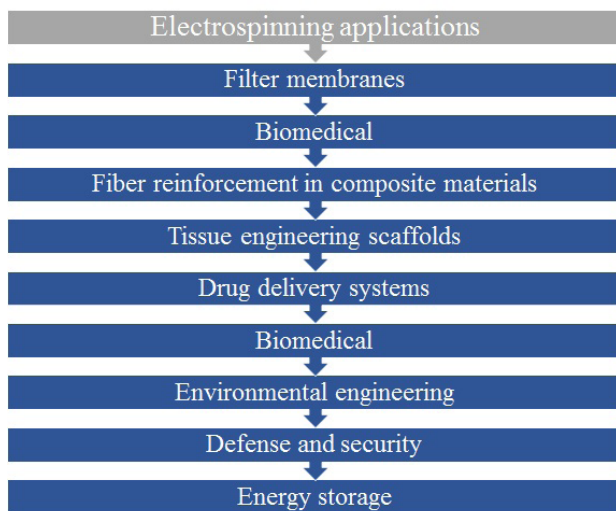 Electrospinning applications
Filter membranes
Biomedical
Fiber reinforcement in composite materials
Tissue engineering scaffolds
Drug delivery systems
Biomedical
Environmental engineering
Defense and security
Energy storage